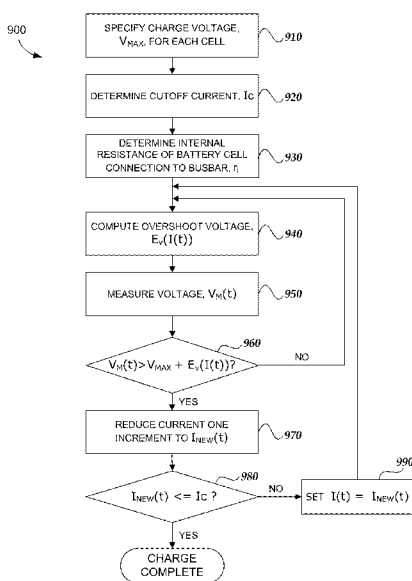 900
SPECIFY CHARGE VOLTAGE,
VMAX, FOR EACH CELL
910
DETERMINE CUTOFF CURRENT, Ic
920
DETERMINE INTERNAL
RESISTANCE OF BATTERY CELL
CONNECTION TO BUSBAR, ri
930
COMPUTE OVERSHOOT VOLTAGE,
Ev(I(t))
940
MEASURE VOLTAGE, VM(t)
950
960
VM(t)>VMAX + Ev(I(t))?
NO
YES
REDUCE CURRENT ONE
INCREMENT TO INEW(t)
970
980
INEW(t) <= Ic ?
NO
990
SET I(t) = INEW(t)
YES
CHARGE
COMPLETE